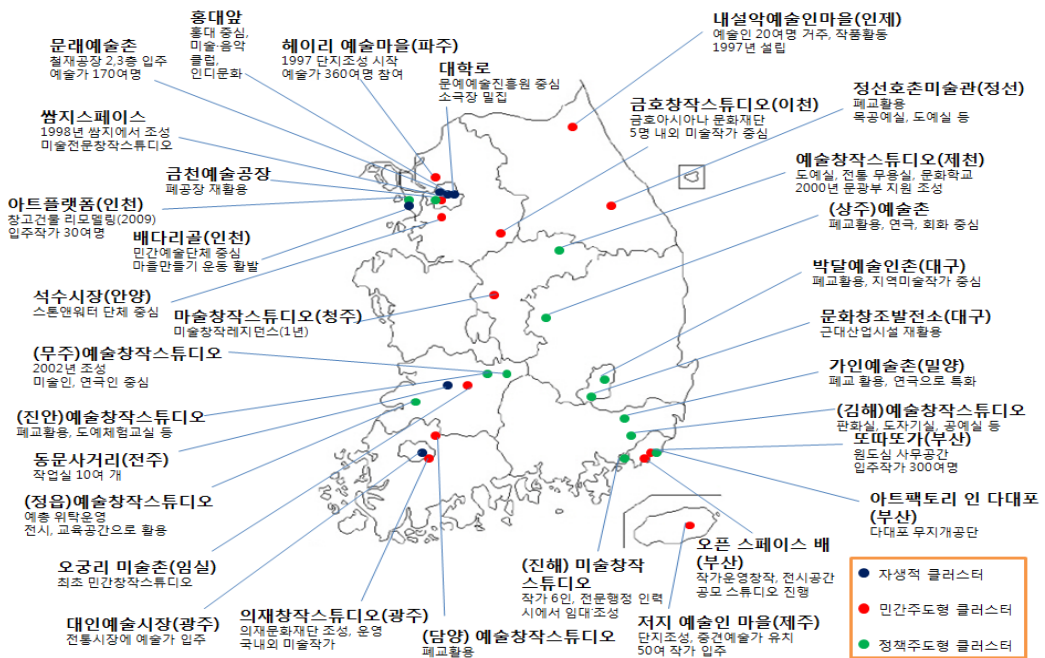 홍대앞
홍대 중심,
미술·음악
클럽,
인디문화
문래예술촌
철재공장 2,3층 입주
예술가 170여명
헤이리 예술마을(파주)
1997 단지조성 시작
예술가 360여명 참여
대학로
문예예술진흥원 중심
소극장 밀집
내설악예술인마을(인제)
예술인 20여명 거주, 작품활동
1997년 설립
금호창작스튜디오(이천)
금호아시아나 문화재단
5명 내외 미술작가 중심
정선호촌미술관(정선)
폐교활용
목공예실, 도예실 등
쌈지스페이스
1998년 쌈지에서 조성
미술전문창작스튜디오
금천예술공장
폐공장 재활용
예술창작스튜디오(제천)
도예실, 전통 무용실, 문화학교
2000년 문광부 지원 조성
아트플랫폼(인천)
창고건물 리모델링(2009)
입주작가 30여명
(상주)예술촌
폐교활용, 연극, 회화 중심
배다리골(인천)
민간예술단체 중심
마을만들기 운동 활발
박달예술인촌(대구)
폐교활용, 지역미술작가 중심
석수시장(안양)
스톤앤워터 단체 중심
마술창작스튜디오(청주)
미술창작레지던스(1년)
문화창조발전소(대구)
근대산업시설 재활용
(무주)예술창작스튜디오
2002년 조성
미술인, 연극인 중심
가인예술촌(밀양)
폐교 활용, 연극으로 특화
(진안)예술창작스튜디오
폐교활용, 도예체험교실 등
(김해)예술창작스튜디오
판화실, 도자기실, 공예실 등
동문사거리(전주)
작업실 10여 개
또따또가(부산)
원도심 사무공간
입주작가 300여명
(정읍)예술창작스튜디오
예총 위탁운영
전시, 교육공간으로 활용
아트팩토리 인 다대포
(부산)
다대포 무지개공단
오궁리 미술촌(임실)
최초 민간창작스튜디오
(진해) 미술창작
스튜디오
작가 6인, 전문행정 인력
시에서 임대 조성
오픈 스페이스 배
(부산)
작가운영창작, 전시공간
공모 스튜디오 진행
대인예술시장(광주)
전통시장에 예술가 입주
의재창작스튜디오(광주)
의재문화재단 조성, 운영
국내외 미술작가
(담양) 예술창작스튜디오
폐교활용
저지 예술인 마을(제주)
단지조성, 중견예술가 유치
50여 작가 입주
자생적 클러스터
민간주도형 클러스터
정책주도형 클러스터